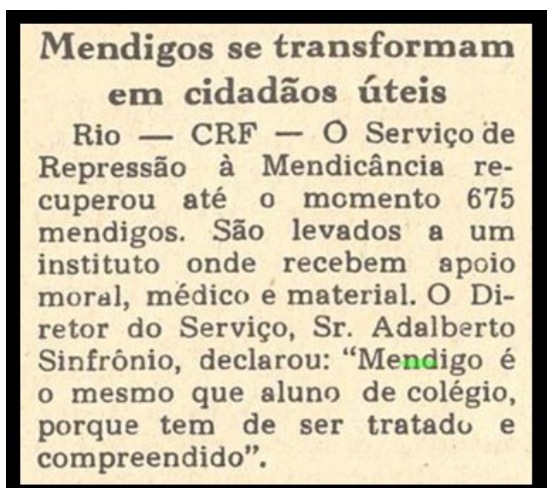 Mendigos se transformam
em cidadãos úteis
Rio — CRF — O Serviço de
Repressão à Mendicância re-
cuperou até o momento 675
mendigos. São levados a um
instituto onde recebem apoio
moral, médico e material. O Di-
retor do Serviço, Sr. Adalberto
Sinfrônio, declarou: “Mendigo é
o mesmo que aluno de colégio,
porque tem de ser tratado e
compreendido”.